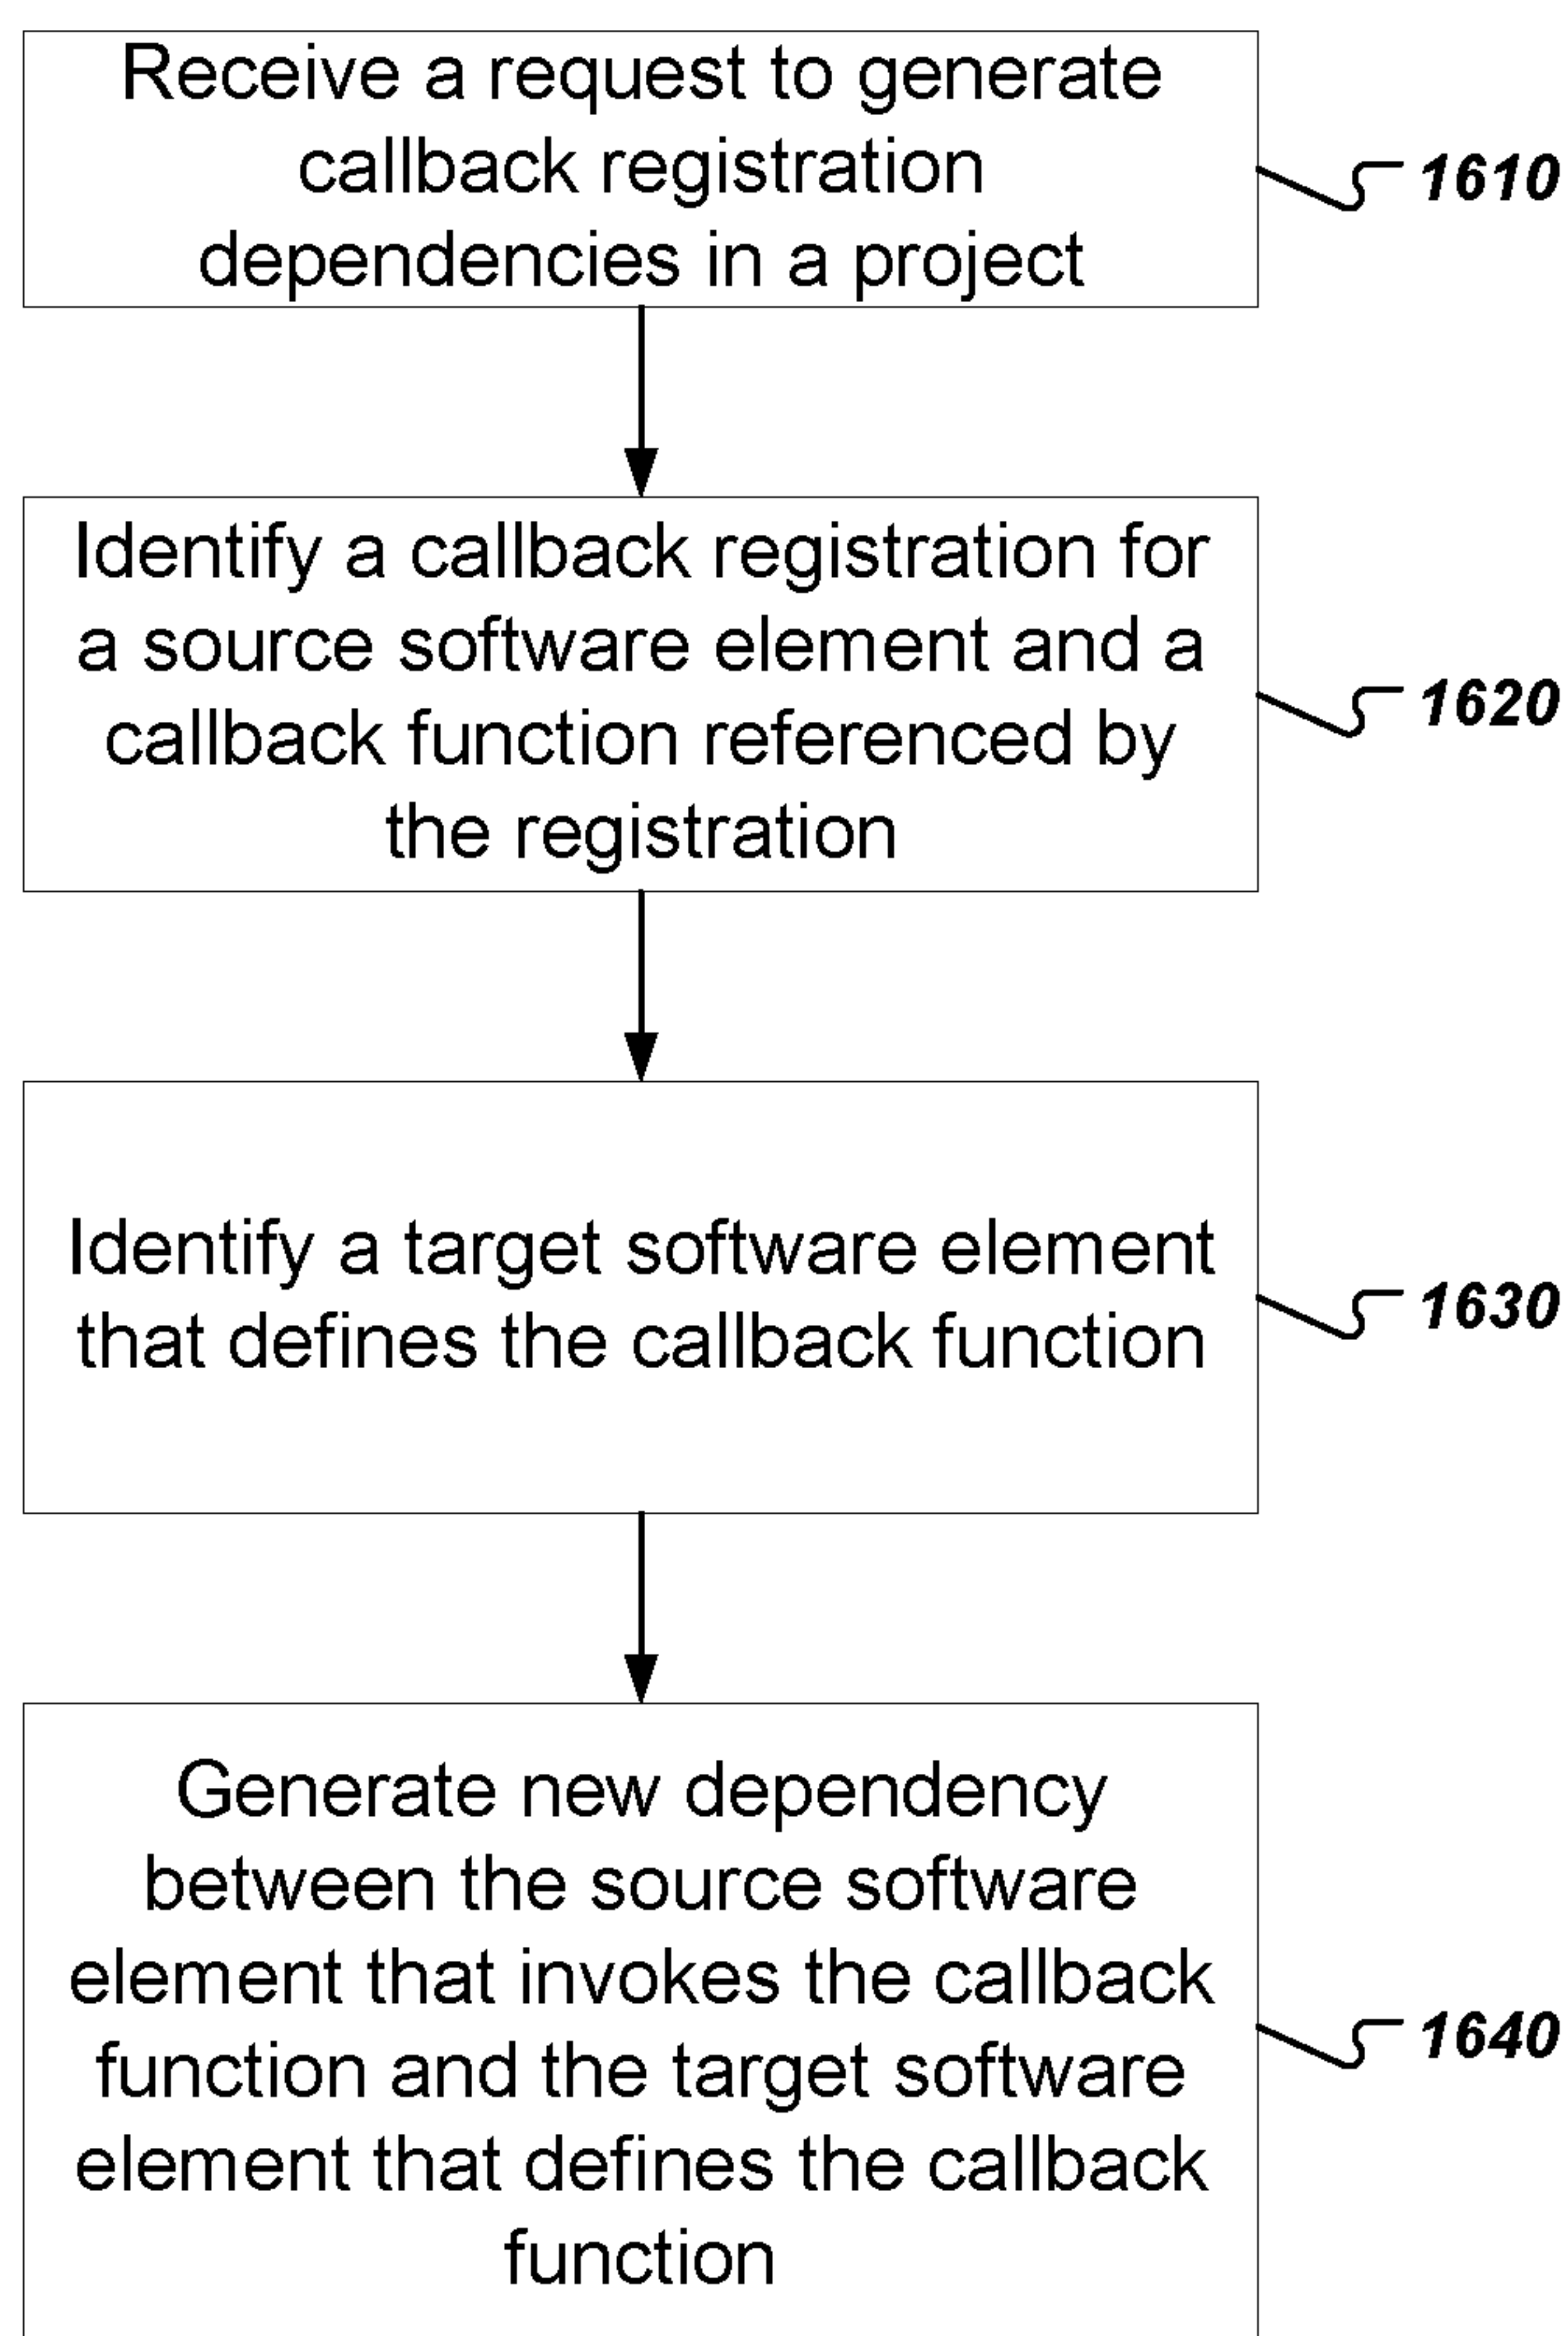 Receive a request to generate
callback registration
dependencies in a project
1610
Identify a callback registration for
a source software element and a
callback function referenced by
the registration
1620
Identify a target software element
that defines the callback function
1630
Generate new dependency
between the source software
element that invokes the callback
function and the target software
element that defines the callback
function
1640